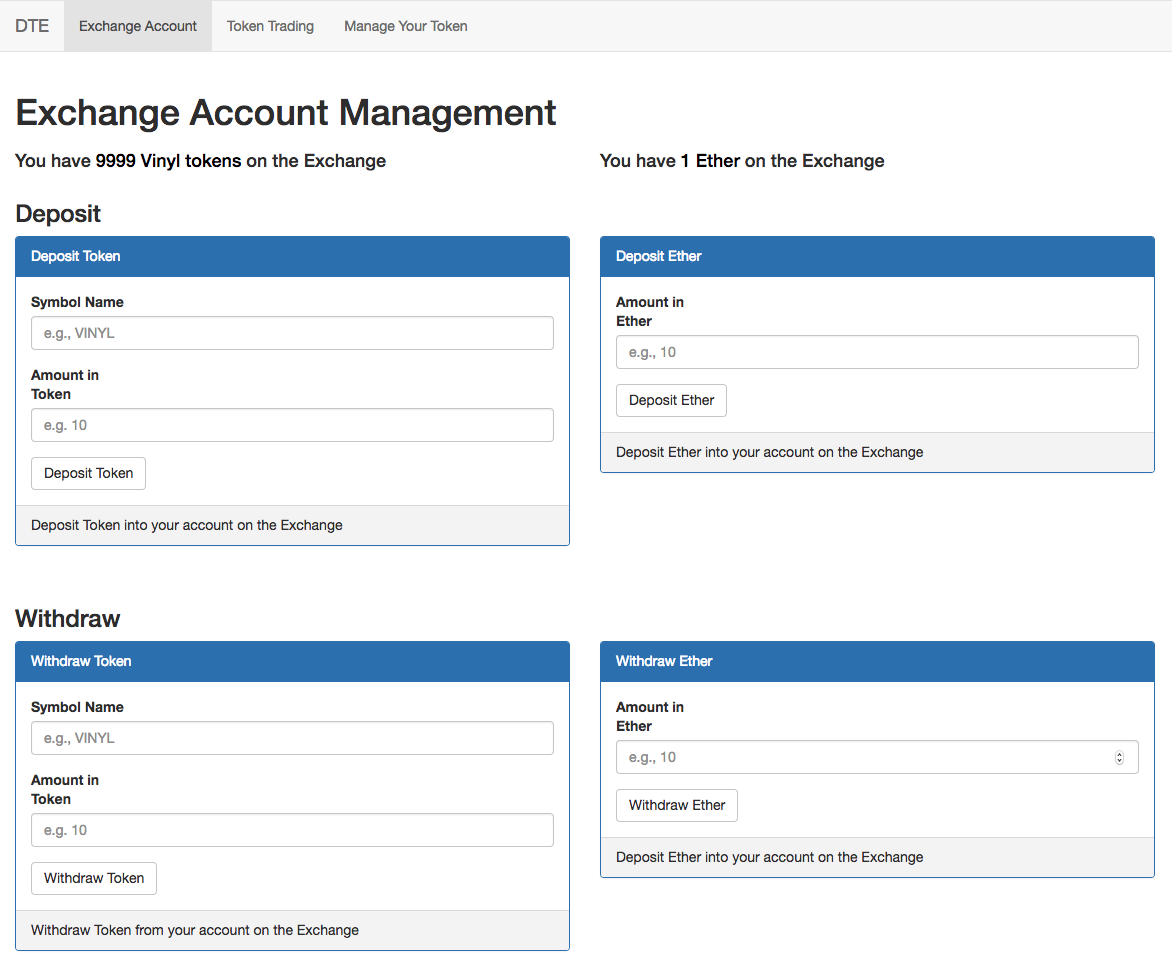 DTE
Exchange Account
Token Trading
Manage Your Token
Exchange Account Management
You have 9999 Vinyl tokens on the Exchange
You have 1 Ether on the Exchange
Deposit
Deposit Token
Symbol Name
e.g., VINYL
Amount in
Token
e.g. 10
Deposit Token
Deposit Token into your account on the Exchange
Deposit Ether
Amount in
Ether
e.g., 10
Deposit Ether
Deposit Ether into your account on the Exchange
Withdraw
Withdraw Token
Symbol Name
e.g., VINYL
Amount in
Token
e.g. 10
Withdraw Token
Withdraw Token from your account on the Exchange
Withdraw Ether
Amount in
Ether
e.g., 10
Withdraw Ether
Deposit Ether into your account on the Exchange